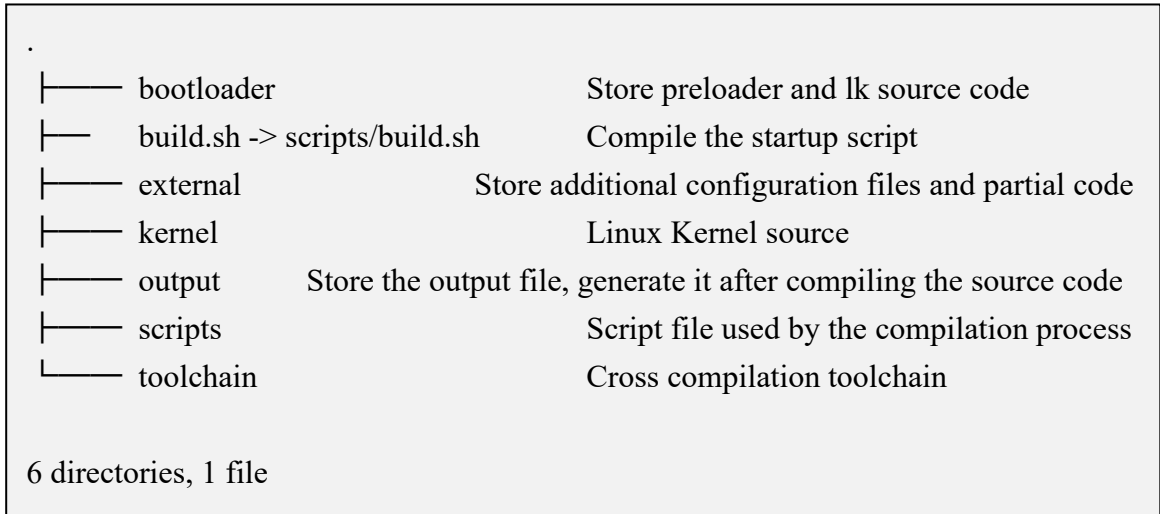 .
├── bootloader Store preloader and lk source code
├── build.sh -> scripts/build.sh Compile the startup script
├── external Store additional configuration files and partial code
├── kernel Linux Kernel source
├── output Store the output file, generate it after compiling the source code
├── scripts Script file used by the compilation process
└── toolchain Cross compilation toolchain
6 directories, 1 file